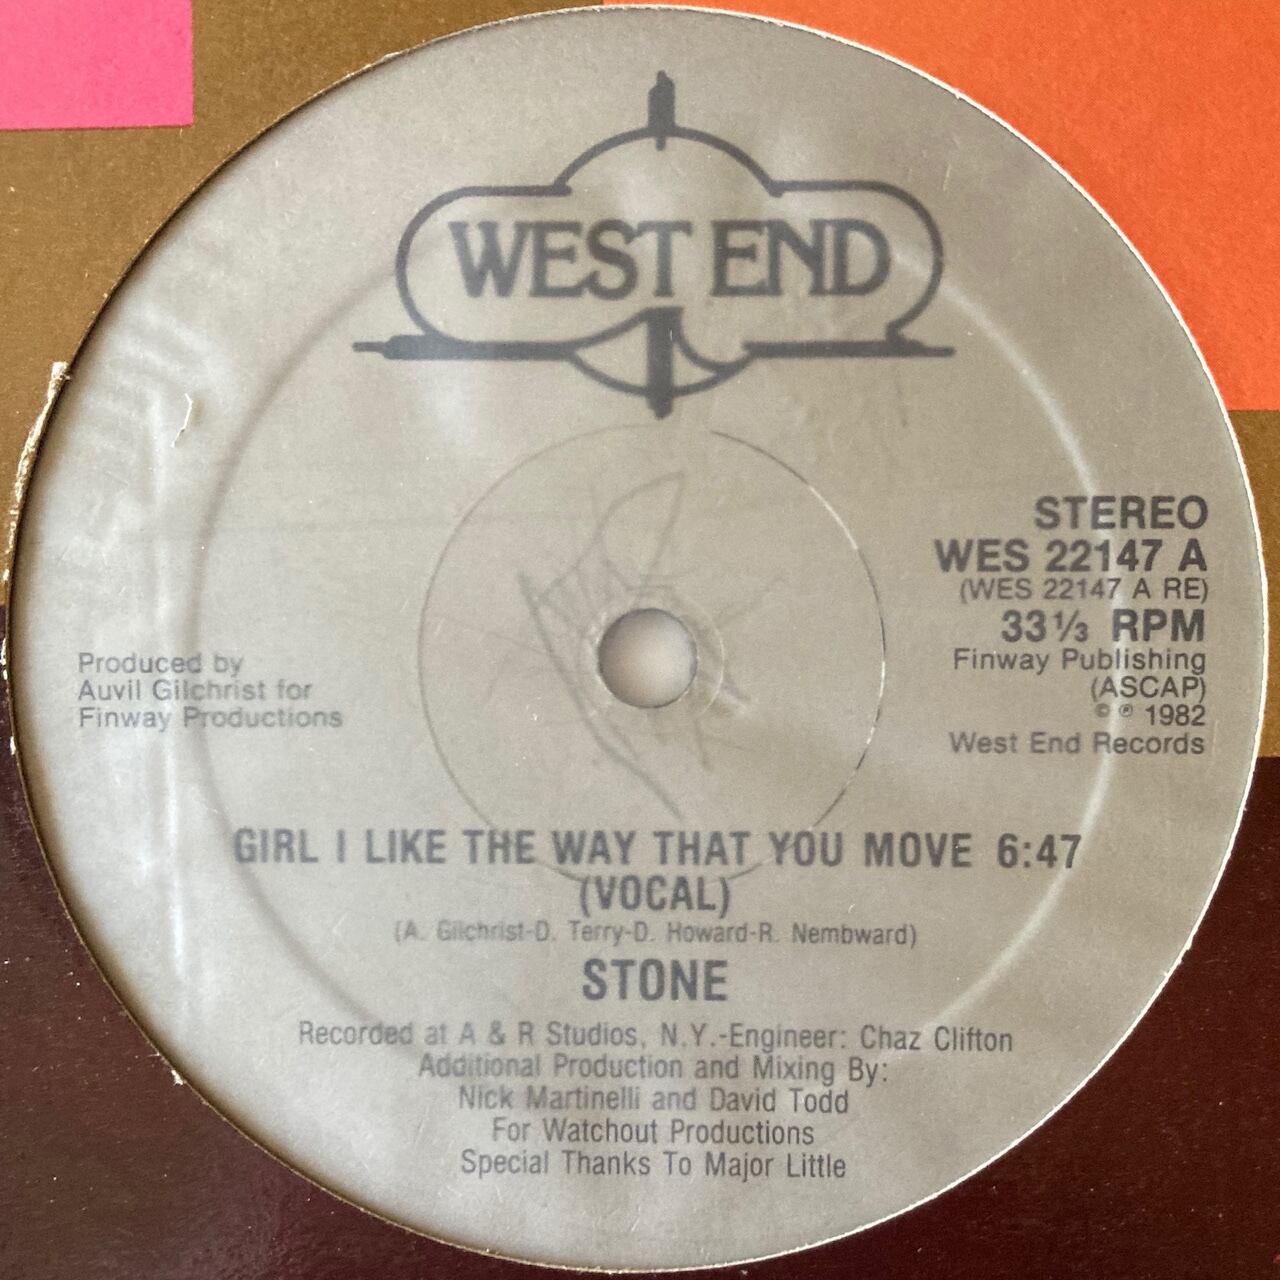 WEST END
STEREO
WES 22147 A
(WES 22147 A RE)
33 ⅓ RPM
Finway Publishing
(ASCAP)
© ℗ 1982
West End Records
Produced by
Auvil Gilchrist for
Finway Productions
GIRL I LIKE THE WAY THAT YOU MOVE 6:47
(VOCAL)
(A. Gilchrist-D. Terry-D. Howard-R. Nembward)
STONE
Recorded at A & R Studios, N.Y.-Engineer: Chaz Clifton
Additional Production and Mixing By:
Nick Martinelli and David Todd
For Watchout Productions
Special Thanks To Major Little